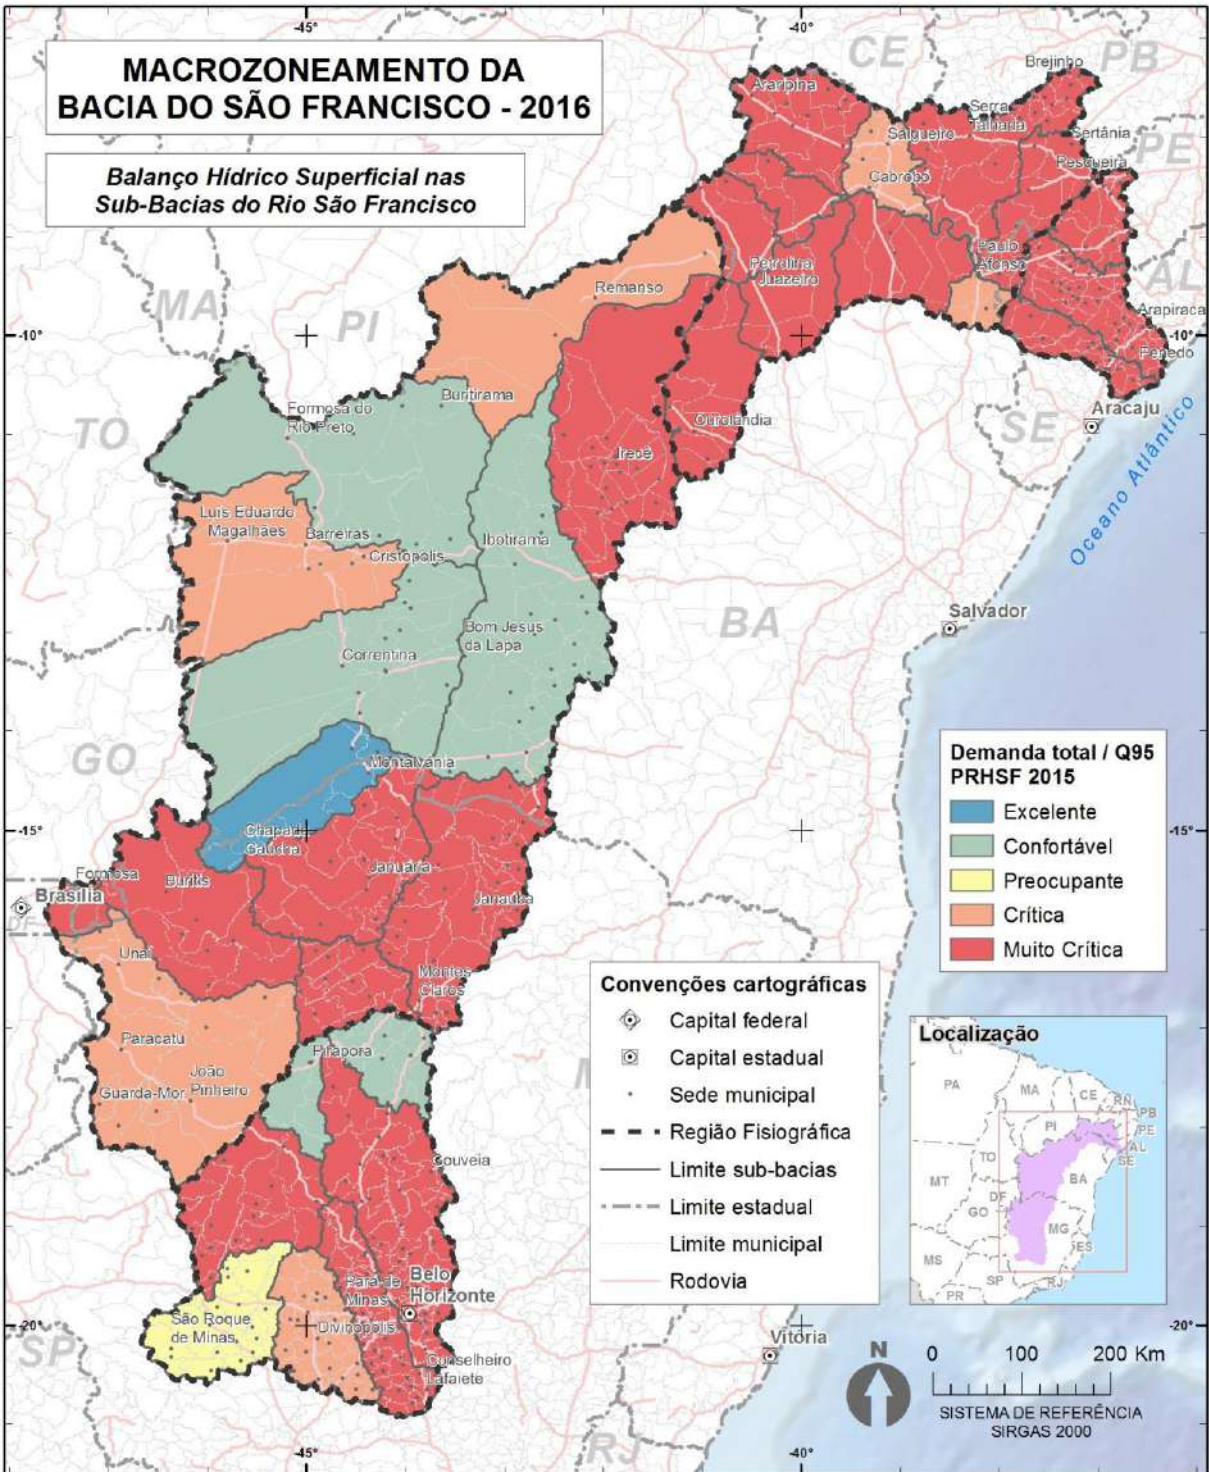 -45°
-40°
MACROZONEAMENTO DA
BACIA DO SÃO FRANCISCO - 2016
Balanço Hídrico Superficial nas
Sub-Bacias do Rio São Francisco
CE
PB
Brejinho
Araripina
Serra
Talhada
Salgueiro
Sertânia
Pesqueira
PE
Cabrobó
Paulo
Afonso
Petrolina
Juazeiro
AL
Remanso
MA
PI
Arapiraca
-10°
-10°
Penedo
Buritirama
Formosa do
Rio Preto
Aracaju
SE
TO
Ourolândia
Irecê
Oceano Atlântico
Luís Eduardo
Magalhães
Barreiras
Cristópolis
Ibotirama
Salvador
BA
Bom Jesus
da Lapa
Correntina
GO
Montalvânia
Demanda total / Q95
PRHSF 2015
Excelente
Confortável
Preocupante
Crítica
Muito Crítica
-15°
-15°
Chapada
Gaúcha
Januária
Formosa
Buritis
Brasília
DF
Janaúba
Unaí
Montes
Claros
Convenções cartográficas
Capital federal
Capital estadual
Sede municipal
Região Fisiográfica
Limite sub-bacias
Limite estadual
Limite municipal
Rodovia
Localização
PA
MA
CE
RN
PB
PI
PE
AL
SE
TO
MT
BA
DF
GO
MG
ES
MS
SP
RJ
PR
Paracatu
Pirapora
João
Pinheiro
Guarda-Mor
Gouveia
Pará de
Minas
Belo
Horizonte
São Roque
de Minas
Divinópolis
-20°
-20°
Conselheiro
Lafaiete
SP
Vitória
N
0 100 200 Km
SISTEMA DE REFERÊNCIA
SIRGAS 2000
RJ
-45°
-40°